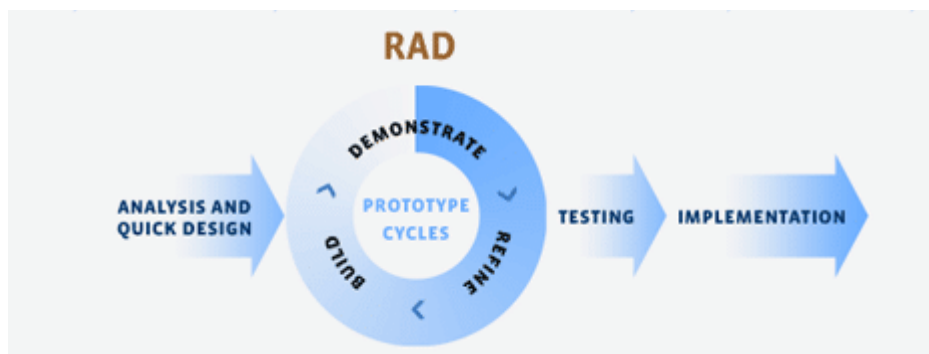 RAD
ANALYSIS AND
QUICK DESIGN
DEMONSTRATE
PROTOTYPE
CYCLES
REFINE
BUILD
TESTING
IMPLEMENTATION